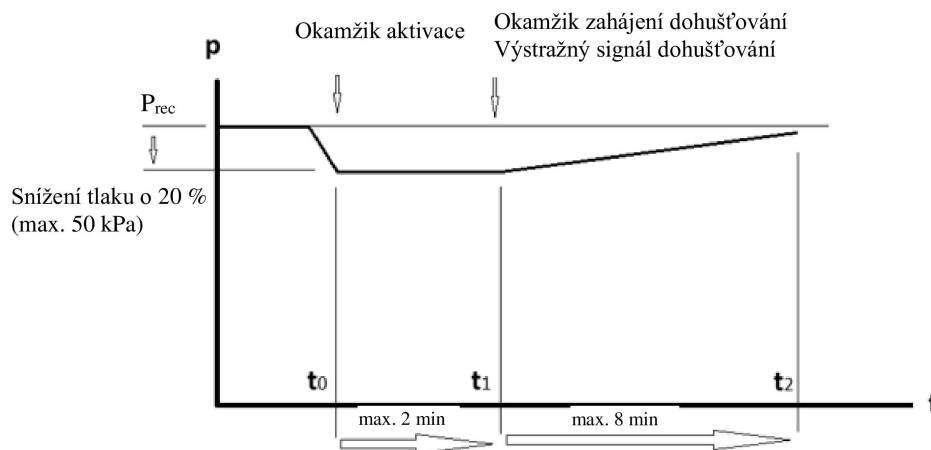 Okamžik aktivace
Okamžik zahájení dohušťování
Výstražný signál dohušťování
p
Prec
Snížení tlaku o 20 %
(max. 50 kPa)
t0
t1
t2
t
max. 2 min
max. 8 min